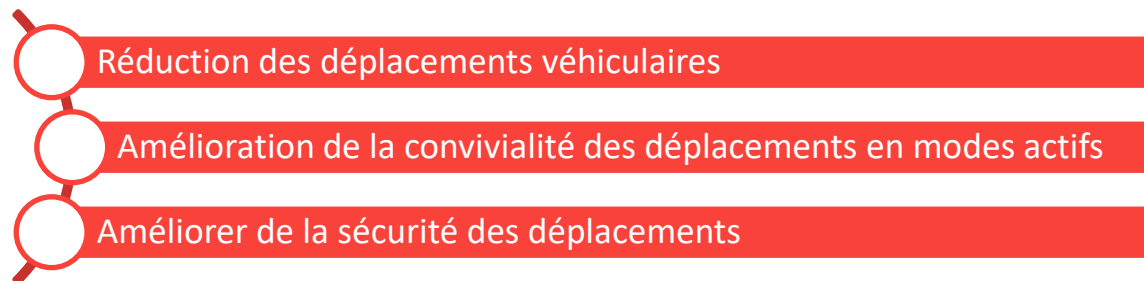 Réduction des déplacements véhiculaires
Amélioration de la convivialité des déplacements en modes actifs
Améliorer de la sécurité des déplacements